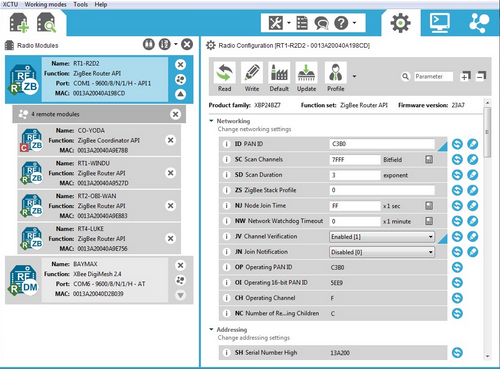 XCTU Working modes Tools Help
Radio Modules
Radio Configuration [RT1-R2D2 - 0013A20040A198CD]
Name: RT1-R2D2
Function: ZigBee Router API
Port: COM1 - 9600/8/N/1/H - API 1
MAC: 0013A20040A198CD
4 remote modules
Name: CO-YODA
Function: ZigBee Coordinator API
MAC: 0013A20040A9E78B
Name: RT1-WINDU
Function: ZigBee Router API
MAC: 0013A20040A9527D
Name: RT2-OBI-WAN
Function: ZigBee Router API
MAC: 0013A20040A9EB83
Name: RT4-LUKE
Function: ZigBee Router API
MAC: 0013A20040A9E756
Name: BAYMAX
Function: XBee DigiMesh 2.4
Port: COM6 - 9600/8/N/1/H - AT
MAC: 0013A20040D2B039
Read Write Default Update Profile
Parameter
Product family: XBP24BZ7 Function set: ZigBee Router API Firmware version: 23A7
Networking
Change networking settings
ID PAN ID C3B0
SC Scan Channels 7FFF Bitfield
SD Scan Duration 3 exponent
ZS ZigBee Stack Profile 0
NJ Node Join Time FF x 1 sec
NW Network Watchdog Timeout 0 x 1 minute
JV Channel Verification Enabled [1]
JN Join Notification Disabled [0]
OP Operating PAN ID C3B0
OI Operating 16-bit PAN ID 5EE9
CH Operating Channel F
NC Number of Re...ing Children C
Addressing
Change addressing settings
SH Serial Number High 13A200